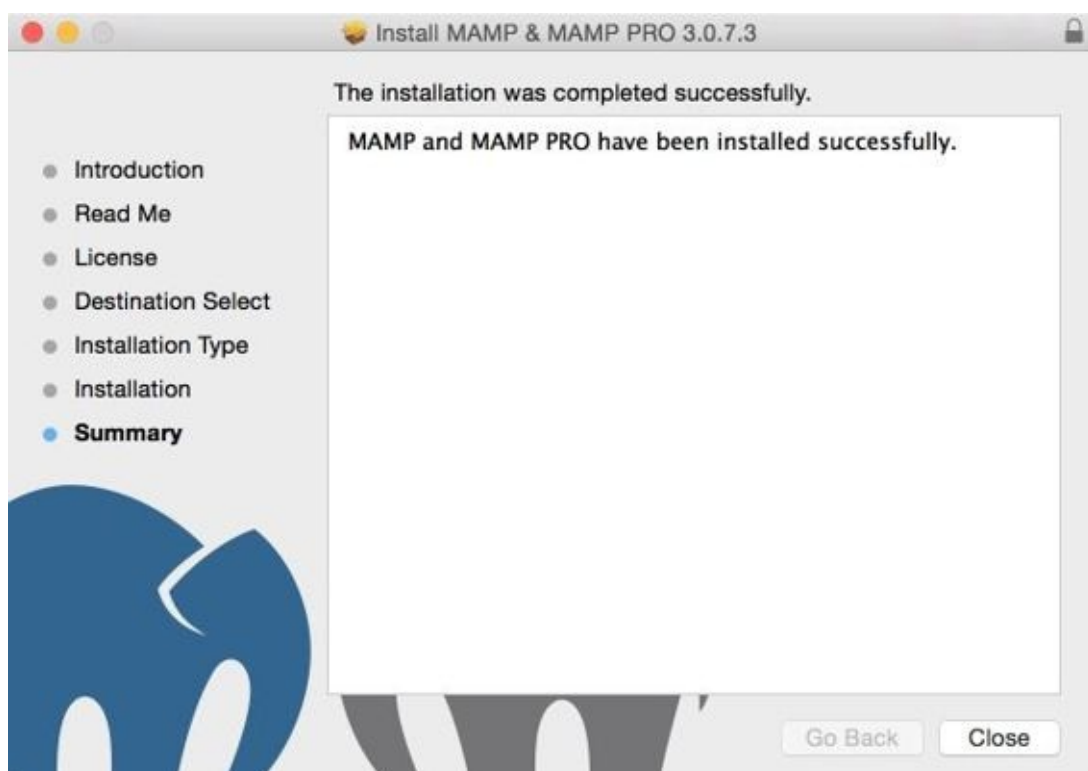 Install MAMP & MAMP PRO 3.0.7.3
The installation was completed successfully.
MAMP and MAMP PRO have been installed successfully.
Introduction
Read Me
License
Destination Select
Installation Type
Installation
Summary
Go Back
Close